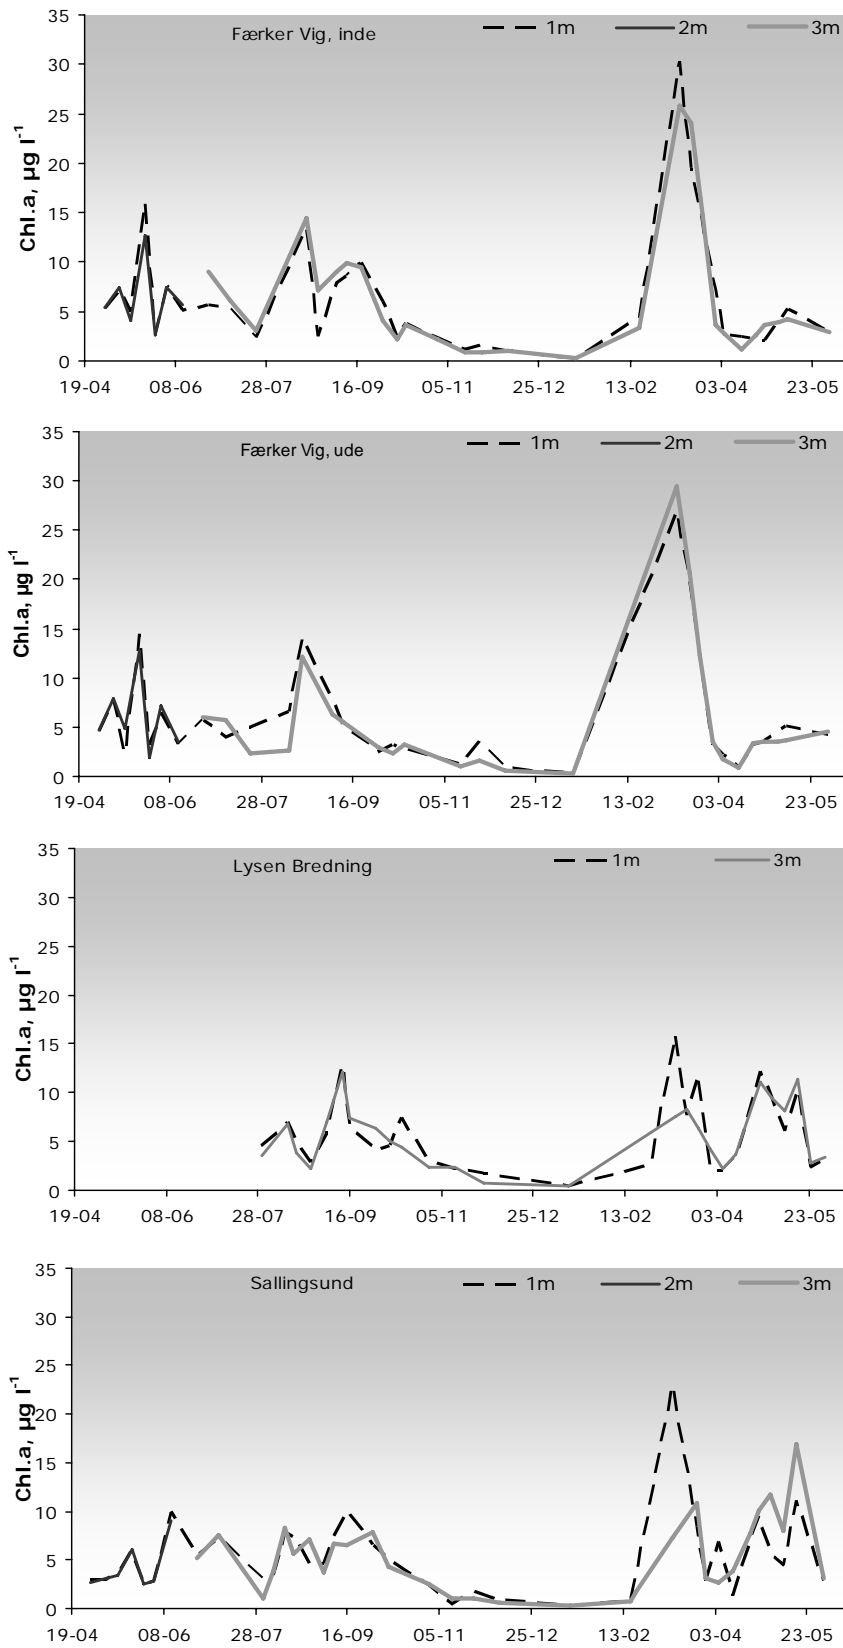 Færker Vig, inde
1m 2m 3m
Chl.a, µg l-1
35
30
25
20
15
10
5
0
19-04 08-06 28-07 16-09 05-11 25-12 13-02 03-04 23-05
Færker Vig, ude
1m 2m 3m
Chl.a, µg l-1
35
30
25
20
15
10
5
0
19-04 08-06 28-07 16-09 05-11 25-12 13-02 03-04 23-05
Lysen Bredning
1m 3m
Chl.a, µg l-1
35
30
25
20
15
10
5
0
19-04 08-06 28-07 16-09 05-11 25-12 13-02 03-04 23-05
Sallingsund
1m 2m 3m
Chl.a, µg l-1
35
30
25
20
15
10
5
0
19-04 08-06 28-07 16-09 05-11 25-12 13-02 03-04 23-05